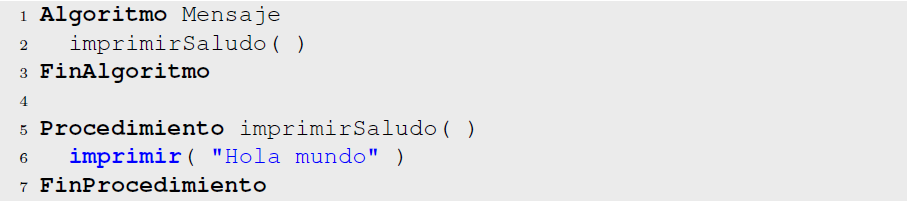 1 Algoritmo Mensaje
2 imprimirSaludo( )
3 FinAlgoritmo
4
5 Procedimiento imprimirSaludo( )
6 imprimir( "Hola mundo" )
7 FinProcedimiento